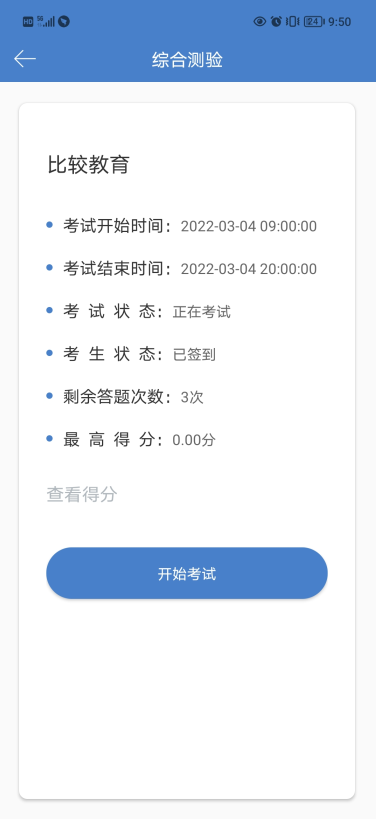 HD 5G 24 9:50
综合测验
比较教育
考试开始时间：2022-03-04 09:00:00
考试结束时间：2022-03-04 20:00:00
考 试 状 态：正在考试
考 生 状 态：已签到
剩余答题次数：3次
最 高 得 分：0.00分
查看得分
开始考试